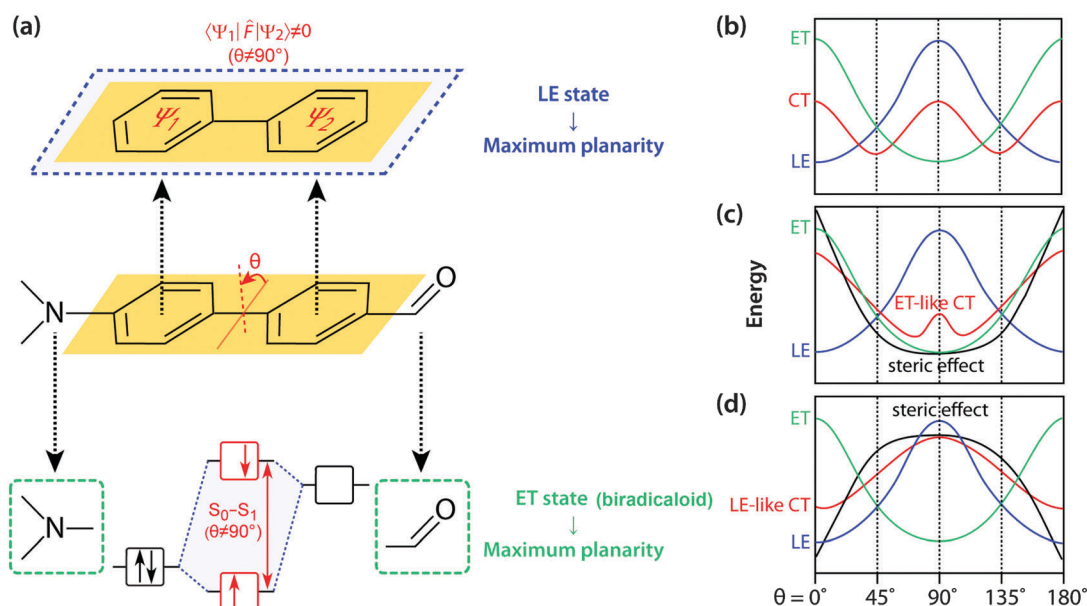 (a)
⟨Ψ₁|F̂|Ψ₂⟩≠0
(θ≠90°)
Ψ₁
Ψ₂
LE state
↓
Maximum planarity
θ
N
O
N
S₀–S₁
(θ≠90°)
O
ET state (biradicaloid)
↓
Maximum planarity
(b)
ET
CT
LE
(c)
ET
Energy
ET-like CT
LE
steric effect
(d)
steric effect
ET
LE-like CT
LE
θ = 0° 45° 90° 135° 180°